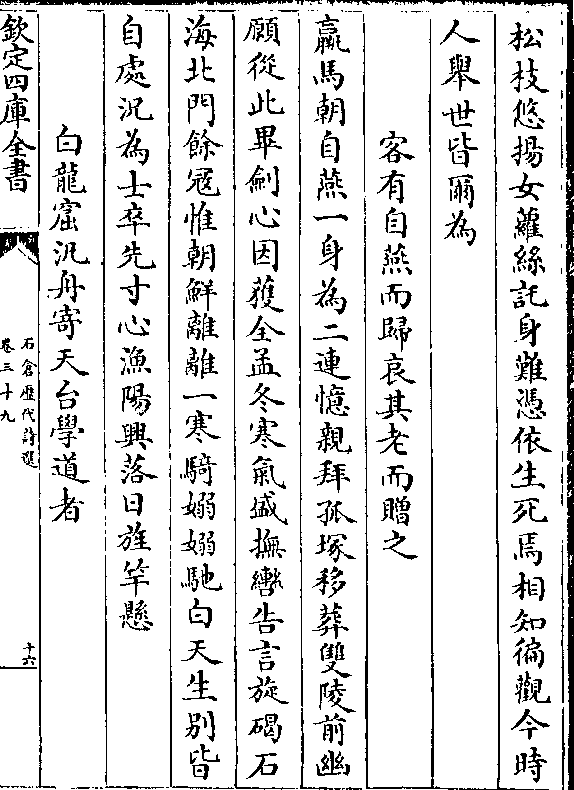 松枝悠揚女蘿絲託身難憑依生死焉相知徧觀今時
人舉世皆爾為
客有自燕而歸哀其老而贈之
羸馬朝自燕一身為二連憶親拜孤塚移葬雙陵前幽
願從此畢劍心因獲全孟冬寒氣盛撫轡告言旋碣石
海北門餘寇惟朝鮮離離一寒騎嫋嫋馳白天生別皆
自處況為士卒先寸心漁陽興落日旌竿懸
白龍窟汎舟寄天台學道者
欽定四庫全書
石倉歴代詩選
卷三十九
十六